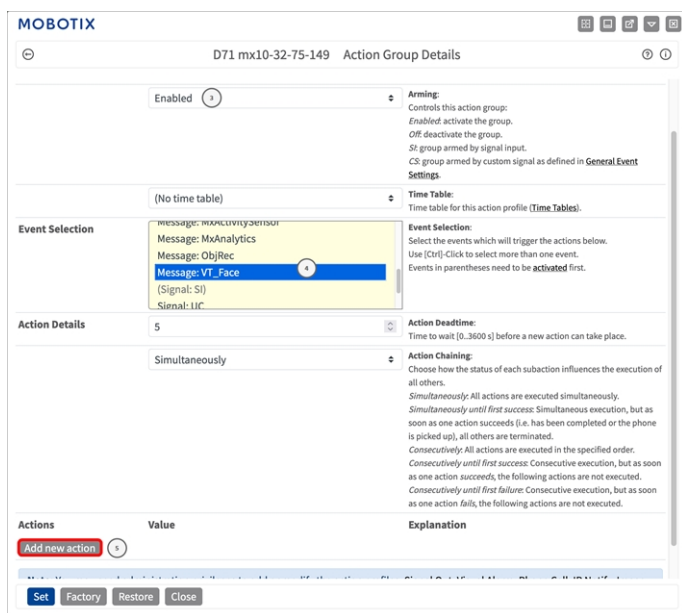 MOBOTIX
D71 mx10-32-75-149 Action Group Details
Enabled 3
Arming:
Controls this action group:
Enabled: activate the group.
Off: deactivate the group.
SI: group armed by signal input.
CS: group armed by custom signal as defined in General Event
Settings.
(No time table)
Time Table:
Time table for this action profile (Time Tables).
Event Selection
Message: MxActivitySensor
Message: MxAnalytics
Message: ObjRec
Message: VT_Face 4
(Signal: SI)
Signal: UC
Event Selection:
Select the events which will trigger the actions below.
Use [Ctrl]-Click to select more than one event.
Events in parentheses need to be activated first.
Action Details
5
Action Deadtime:
Time to wait [0..3600 s] before a new action can take place.
Simultaneously
Action Chaining:
Choose how the status of each subaction influences the execution of
all others.
Simultaneously: All actions are executed simultaneously.
Simultaneously until first success: Simultaneous execution, but as
soon as one action succeeds (i.e. has been completed or the phone
is picked up), all others are terminated.
Consecutively: All actions are executed in the specified order.
Consecutively until first success: Consecutive execution, but as soon
as one action succeeds, the following actions are not executed.
Consecutively until first failure: Consecutive execution, but as soon
as one action fails, the following actions are not executed.
Actions Value Explanation
Add new action 5
Set Factory Restore Close